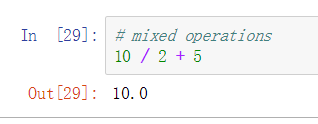 In [29]: # mixed operations
10 / 2 + 5
Out[29]: 10.0